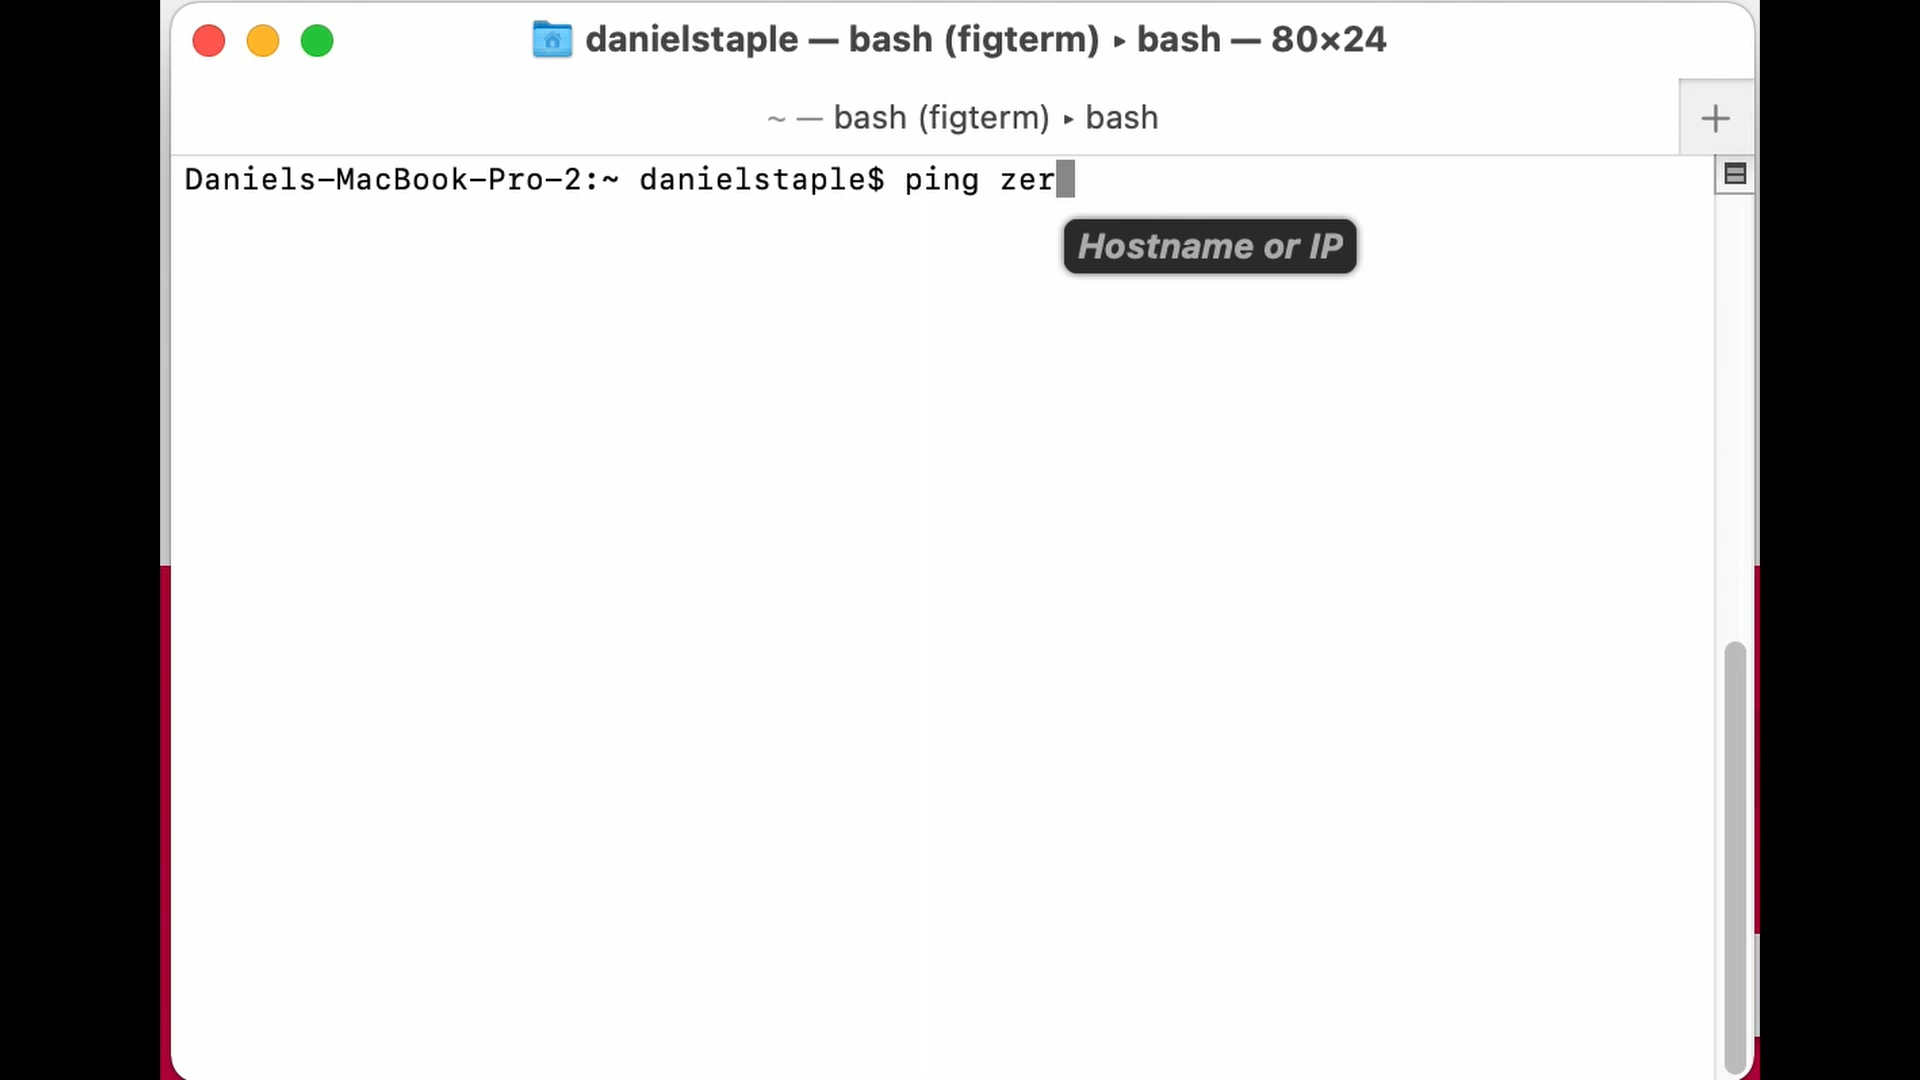 danielstaple — bash (figterm) ▸ bash — 80×24
~ — bash (figterm) ▸ bash
Daniels-MacBook-Pro-2:~ danielstaple$ ping zer
Hostname or IP